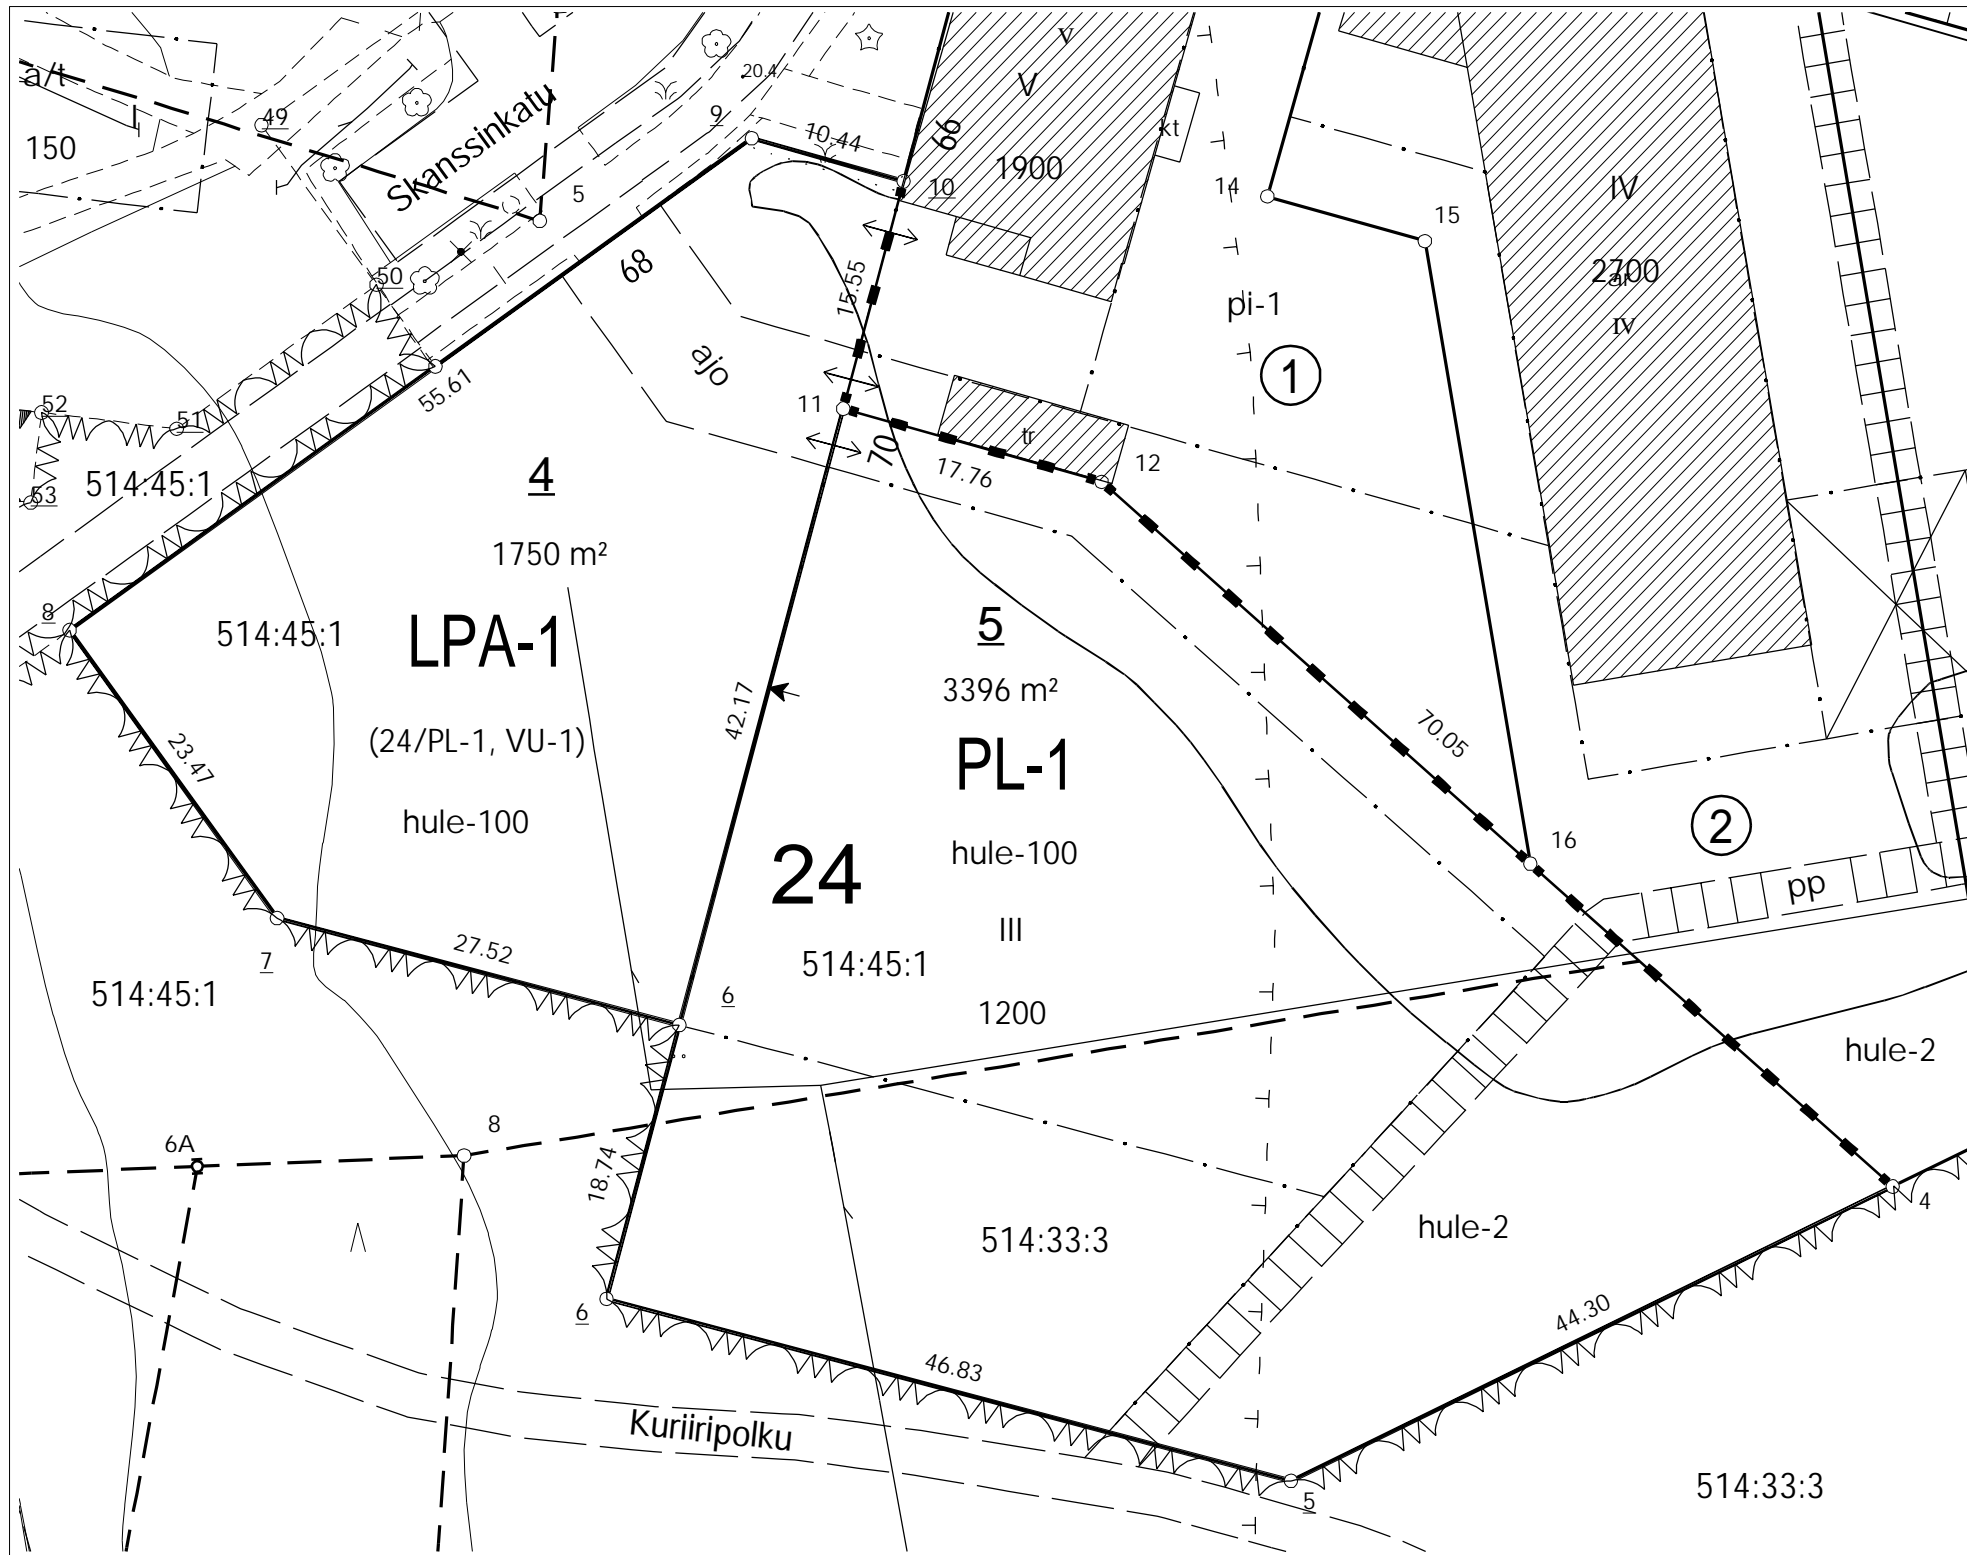 a/t
150
49
Skanssinkatu
5
9
20.4
10.44
66
10
V
V
1900
kt
14
15
IV
2700
ar
IV
50
68
15.55
pi-1
1
ajo
55.61
11
70
tr
12
17.76
52
51
53
514:45:1
4
1750 m²
8
514:45:1
LPA-1
(24/PL-1, VU-1)
hule-100
23.47
42.17
5
3396 m²
PL-1
hule-100
24
III
514:45:1
1200
70.05
16
2
pp
hule-2
7
27.52
6
514:45:1
6A
8
18.74
514:33:3
hule-2
4
6
46.83
44.30
Kuriiripolku
5
514:33:3